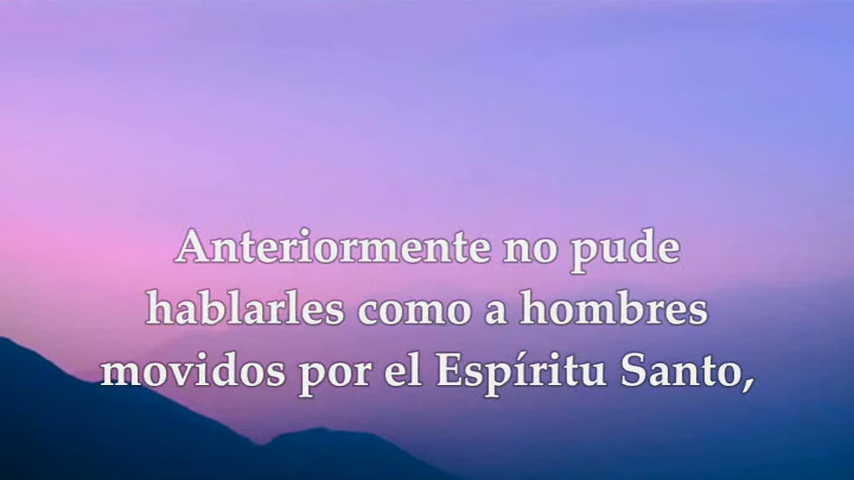 Anteriormente no pude
hablarles como a hombres
movidos por el Espíritu Santo,